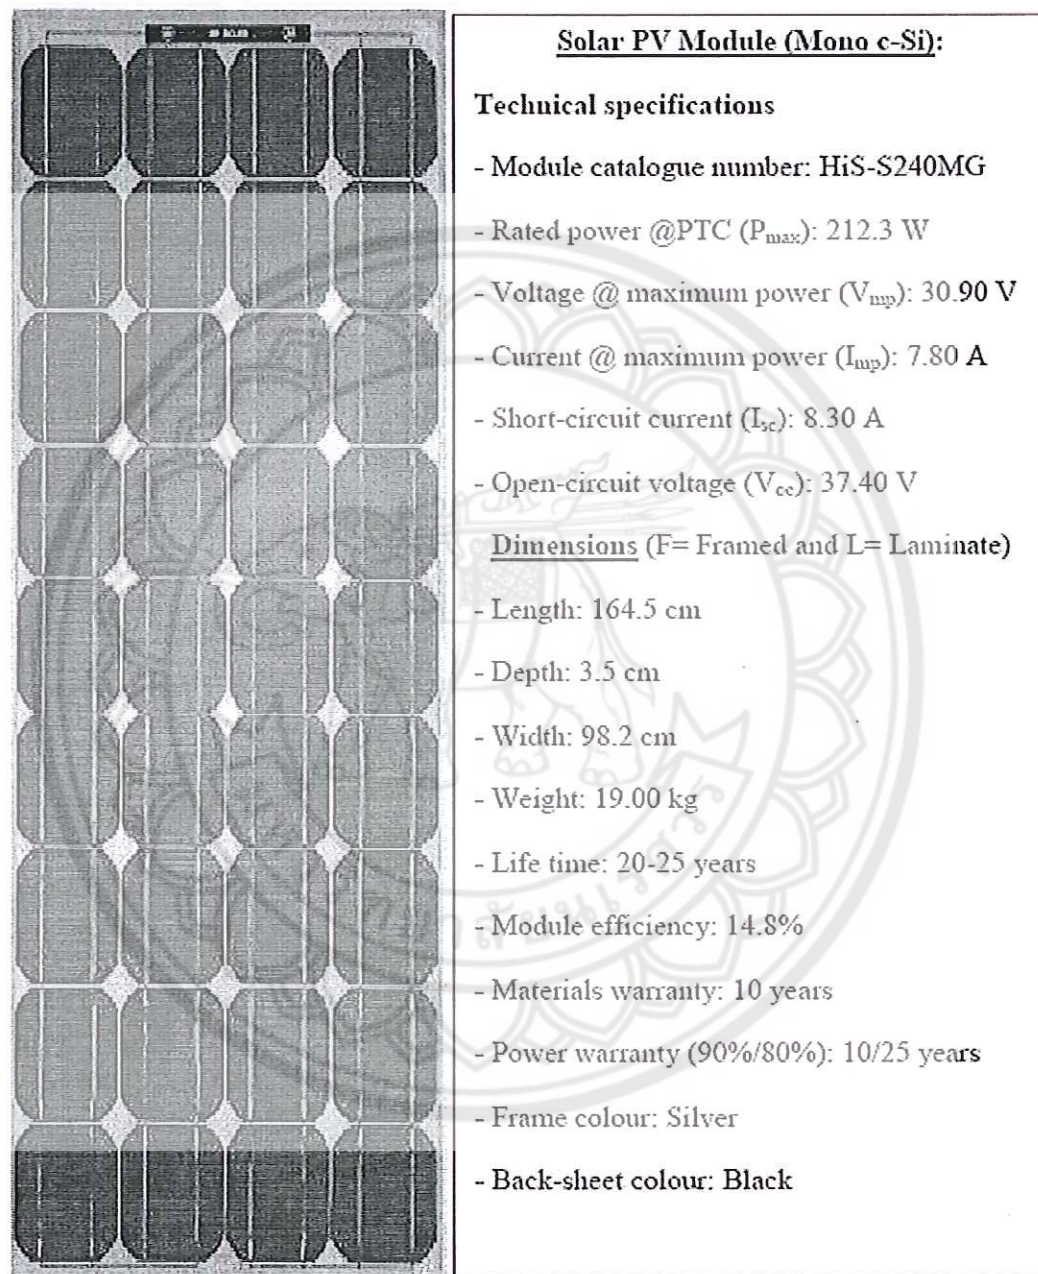 Solar PV Module (Mono c-Si):
Technical specifications
- Module catalogue number: HiS-S240MG
- Rated power @PTC (Pmax): 212.3 W
- Voltage @ maximum power (Vmp): 30.90 V
- Current @ maximum power (Imp): 7.80 A
- Short-circuit current (Isc): 8.30 A
- Open-circuit voltage (Vcc): 37.40 V
Dimensions (F= Framed and L= Laminate)
- Length: 164.5 cm
- Depth: 3.5 cm
- Width: 98.2 cm
- Weight: 19.00 kg
- Life time: 20-25 years
- Module efficiency: 14.8%
- Materials warranty: 10 years
- Power warranty (90%/80%): 10/25 years
- Frame colour: Silver
- Back-sheet colour: Black